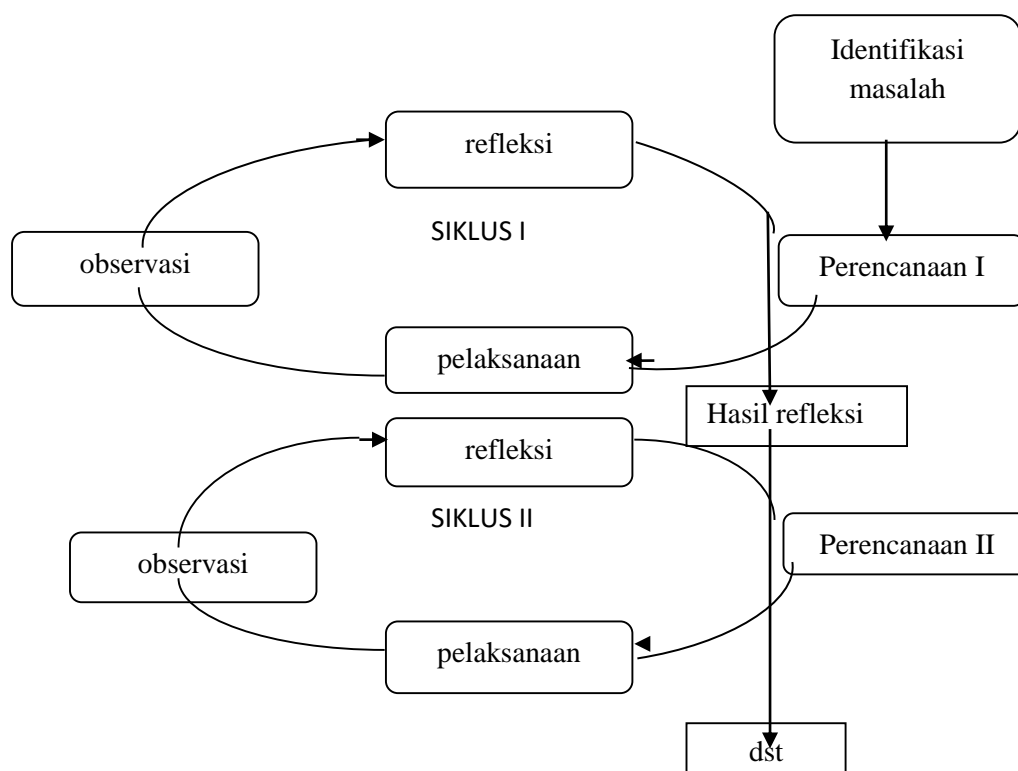 Identifikasi
masalah
refleksi
SIKLUS I
observasi
Perencanaan I
pelaksanaan
Hasil refleksi
refleksi
SIKLUS II
observasi
Perencanaan II
pelaksanaan
dst